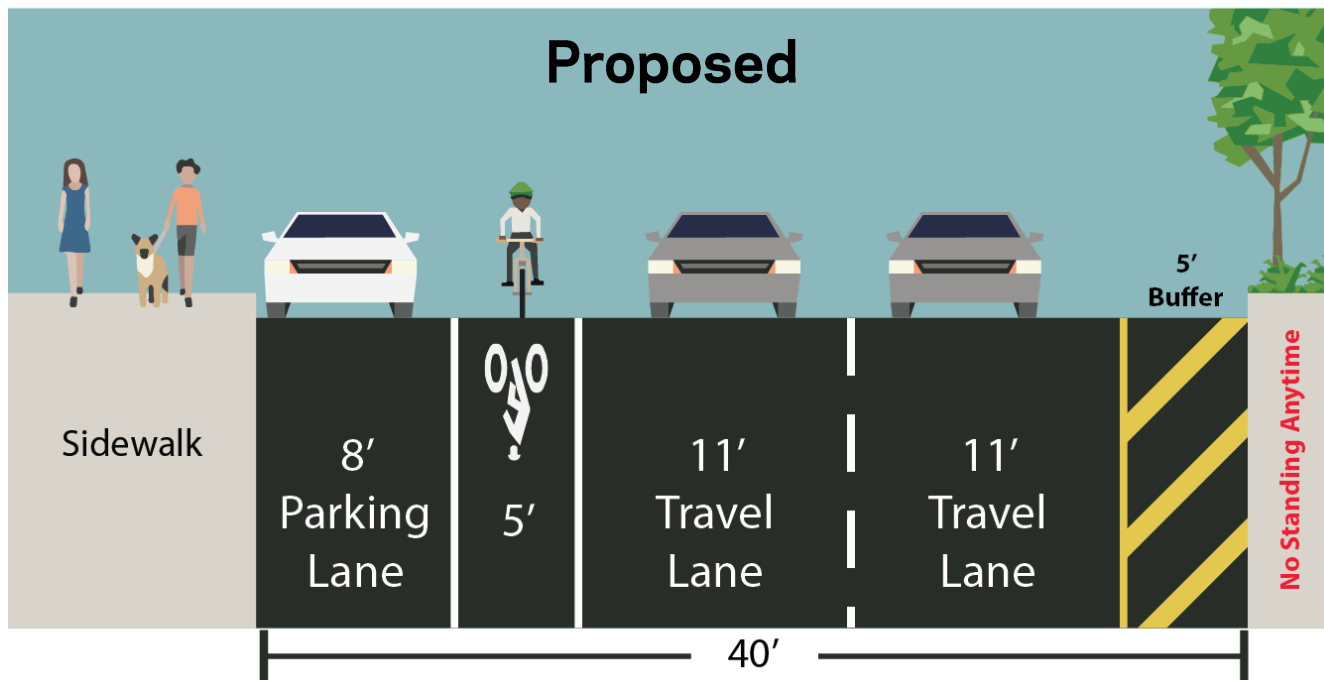 Proposed
5’
Buffer
Sidewalk
8’
Parking
Lane
5’
11’
Travel
Lane
11’
Travel
Lane
No Standing Anytime
40’